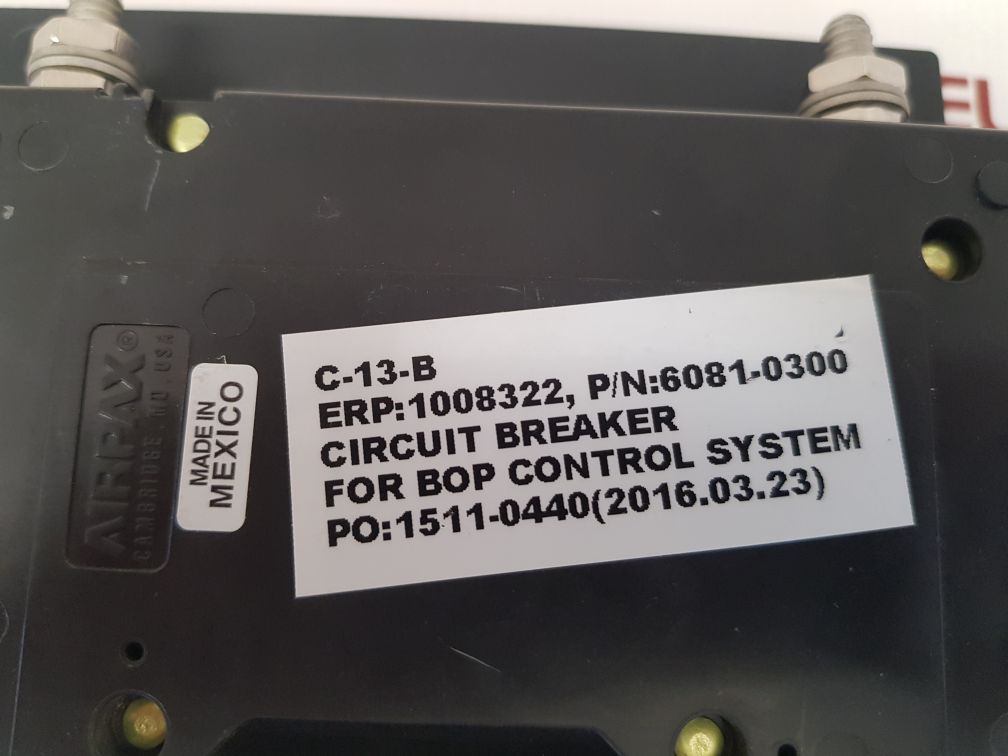 AIRPAX®
CAMBRIDGE.MD.USA
MADE IN
MEXICO
C-13-B
ERP:1008322, P/N:6081-0300
CIRCUIT BREAKER
FOR BOP CONTROL SYSTEM
PO:1511-0440(2016.03.23)